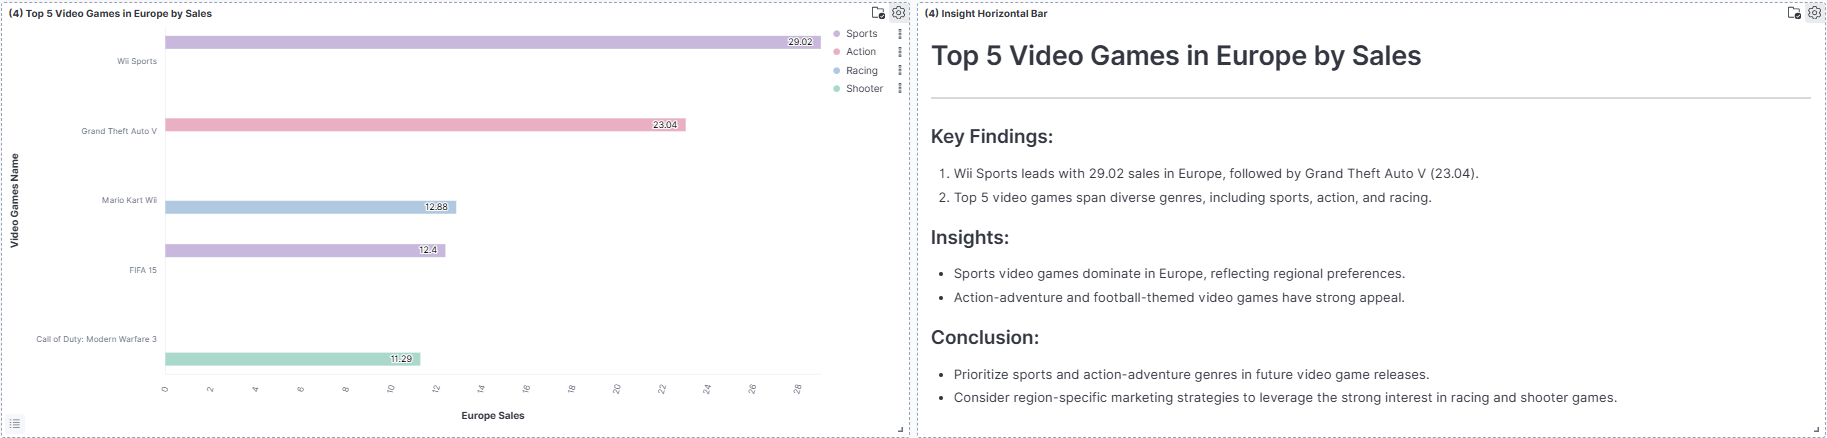 (4) Top 5 Video Games in Europe by Sales
29.02
Wii Sports
23.04
Grand Theft Auto V
Mario Kart Wii
12.88
12.4
FIFA 15
Call of Duty: Modern Warfare 3
11.29
0 2 4 6 8 10 12 14 16 18 20 22 24 26 28
Europe Sales
Video Games Name
Sports
Action
Racing
Shooter
(4) Insight Horizontal Bar
Top 5 Video Games in Europe by Sales
Key Findings:
1. Wii Sports leads with 29.02 sales in Europe, followed by Grand Theft Auto V (23.04).
2. Top 5 video games span diverse genres, including sports, action, and racing.
Insights:
• Sports video games dominate in Europe, reflecting regional preferences.
• Action-adventure and football-themed video games have strong appeal.
Conclusion:
• Prioritize sports and action-adventure genres in future video game releases.
• Consider region-specific marketing strategies to leverage the strong interest in racing and shooter games.